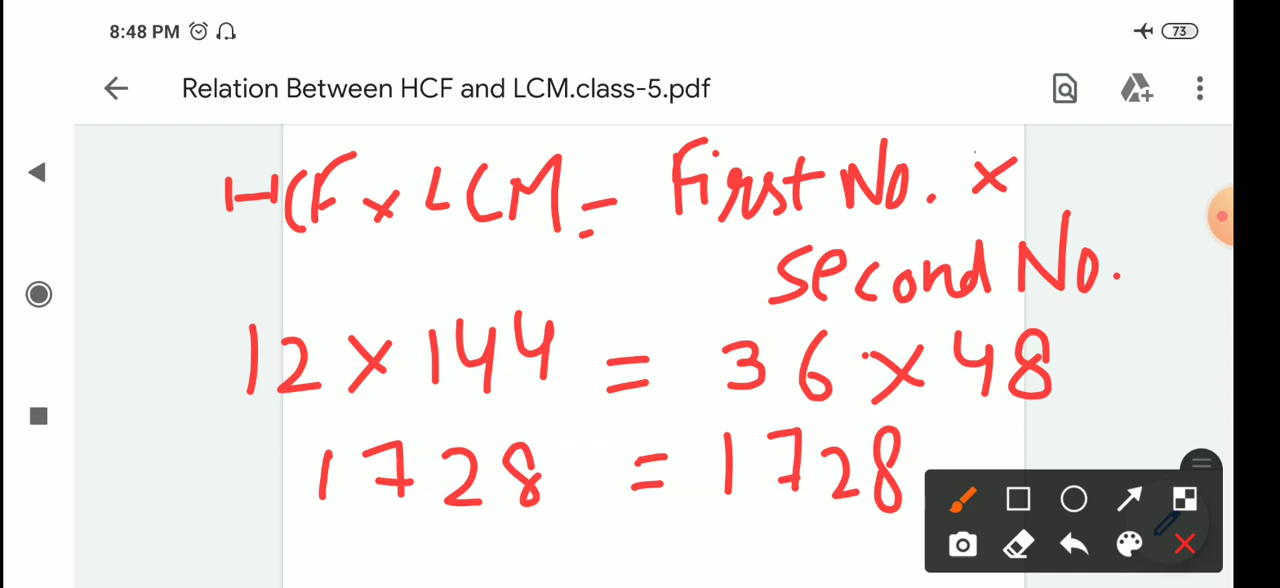 8:48 PM
73
Relation Between HCF and LCM.class-5.pdf
HCF x LCM = First No. x
second No.
12 x 144 = 36 x 48
1728 = 1728